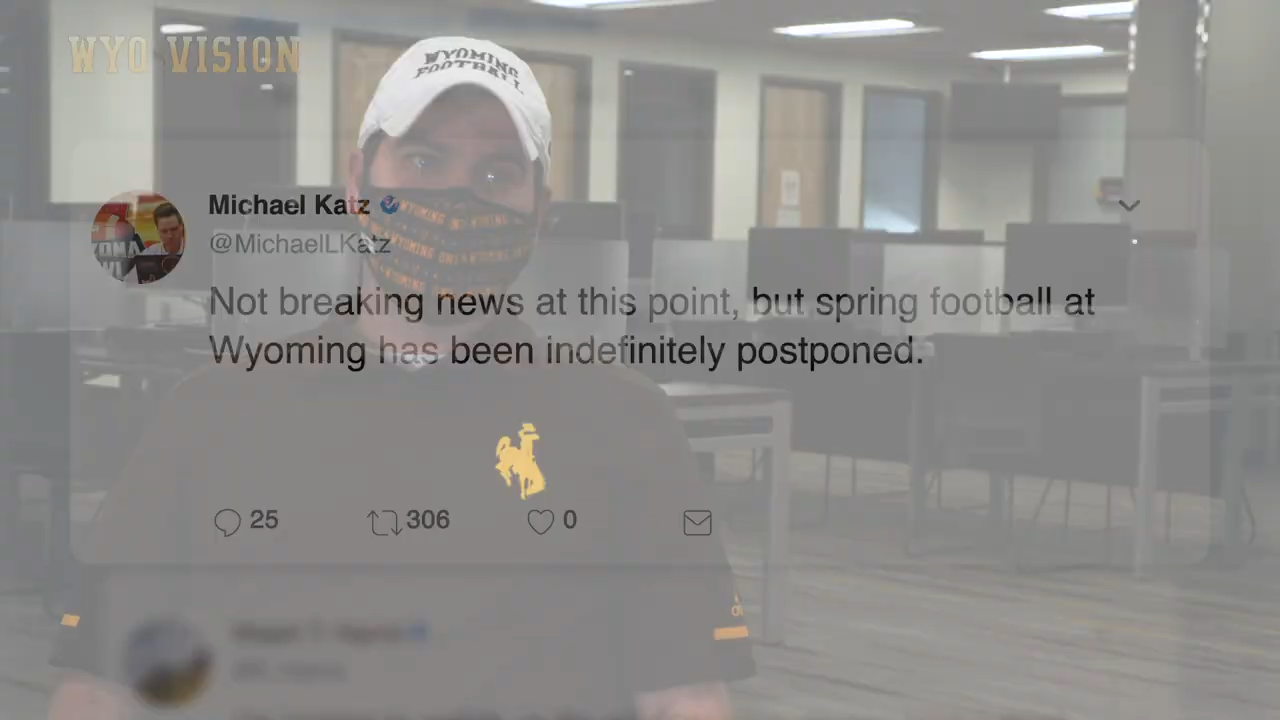 WYO VISION
WYOMING
FOOTBALL
Michael Katz
@MichaelLKatz
Not breaking news at this point, but spring football at
Wyoming has been indefinitely postponed.
25
306
0